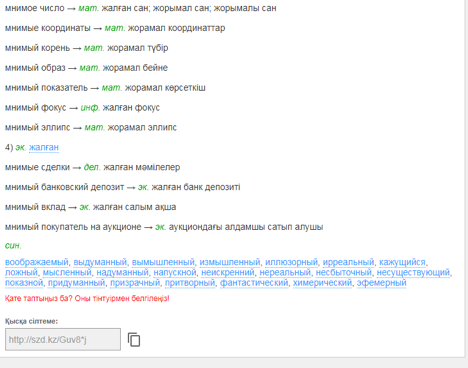 мнимое число → мат. жалған сан; жорымал сан; жорымалы сан
мнимые координаты → мат. жорамал координаттар
мнимый корень → мат. жорамал түбір
мнимый образ → мат. жорамал бейне
мнимый показатель → мат. жорамал көрсеткіш
мнимый фокус → инф. жалған фокус
мнимый эллипс → мат. жорамал эллипс
4) эк. жалған
мнимые сделки → дел. жалған мәмілелер
мнимый банковский депозит → эк. жалған банк депозиті
мнимый вклад → эк. жалған салым ақша
мнимый покупатель на аукционе → эк. аукциондағы алдамшы сатып алушы
син.
воображаемый, выдуманный, вымышленный, измышленный, иллюзорный, ирреальный, кажущийся,
ложный, мысленный, надуманный, напускной, неискренний, нереальный, несбыточный, несуществующий,
показной, придуманный, призрачный, притворный, фантастический, химерический, эфемерный
Қате таптыңыз ба? Оны тінтуірмен белгілеңіз!
Қысқа сілтеме:
http://szd.kz/Guv8*j